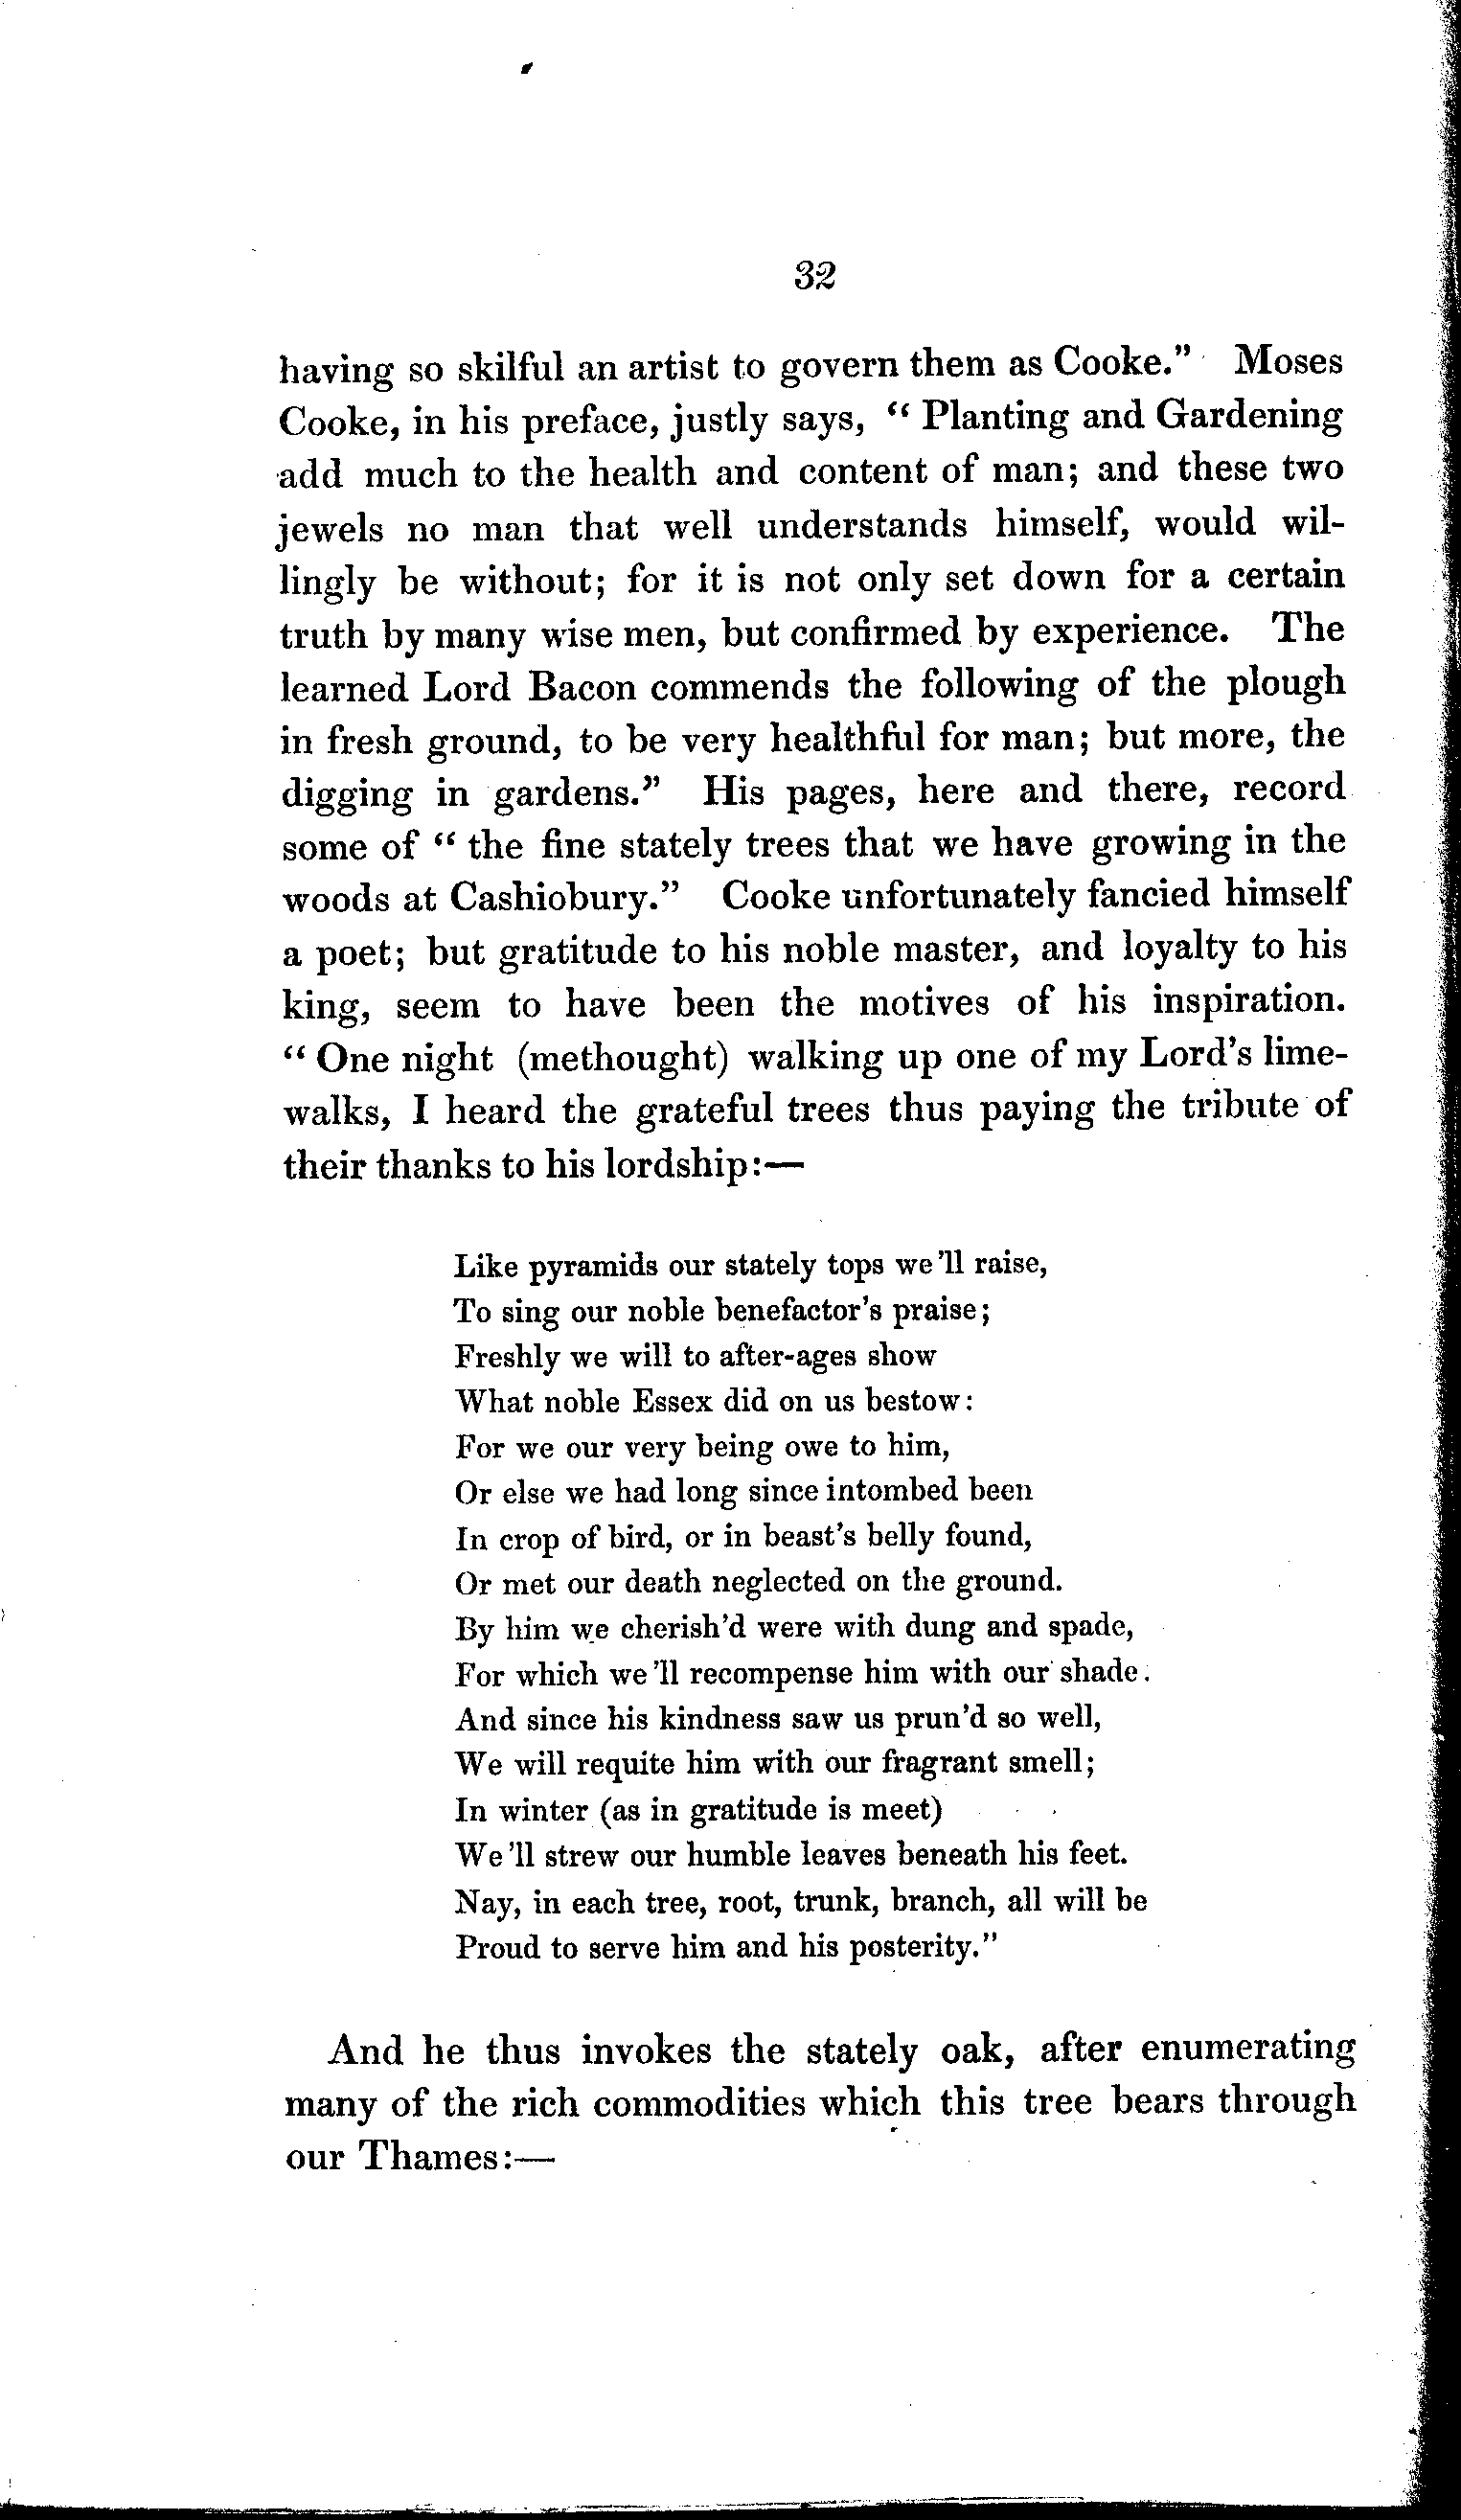 32
having so skilful an artist to govern them as Cooke." Moses
Cooke, in his preface, justly says, "Planting and Gardening
add much to the health and content of man; and these two
jewels no man that well understands himself, would wil-
lingly be without; for it is not only set down for a certain
truth by many wise men, but confirmed by experience. The
learned Lord Bacon commends the following of the plough
in fresh ground, to be very healthful for man; but more, the
digging in gardens." His pages, here and there, record
some of "the fine stately trees that we have growing in the
woods at Cashiobury." Cooke unfortunately fancied himself
a poet; but gratitude to his noble master, and loyalty to his
king, seem to have been the motives of his inspiration.
"One night (methought) walking up one of my Lord's lime-
walks, I heard the grateful trees thus paying the tribute of
their thanks to his lordship:—
Like pyramids our stately tops we'll raise,
To sing our noble benefactor's praise;
Freshly we will to after-ages show
What noble Essex did on us bestow:
For we our very being owe to him,
Or else we had long since intombed been
In crop of bird, or in beast's belly found,
Or met our death neglected on the ground.
By him we cherish'd were with dung and spade,
For which we'll recompense him with our shade.
And since his kindness saw us prun'd so well,
We will requite him with our fragrant smell;
In winter (as in gratitude is meet)
We'll strew our humble leaves beneath his feet.
Nay, in each tree, root, trunk, branch, all will be
Proud to serve him and his posterity."
And he thus invokes the stately oak, after enumerating
many of the rich commodities which this tree bears through
our Thames:—